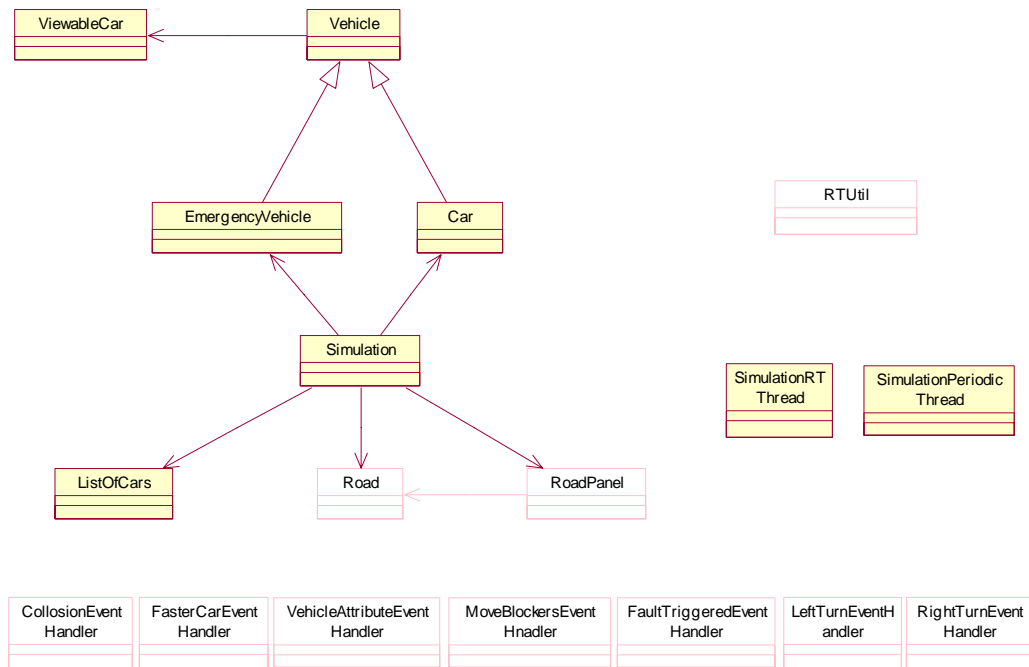 ViewableCar
Vehicle
RTUtil
EmergencyVehicle
Car
Simulation
SimulationRT
Thread
SimulationPeriodic
Thread
ListOfCars
Road
RoadPanel
CollosionEvent
Handler
FasterCarEvent
Handler
VehicleAttributeEvent
Handler
MoveBlockersEvent
Hnadler
FaultTriggeredEvent
Handler
LeftTurnEventH
andler
RightTurnEvent
Handler